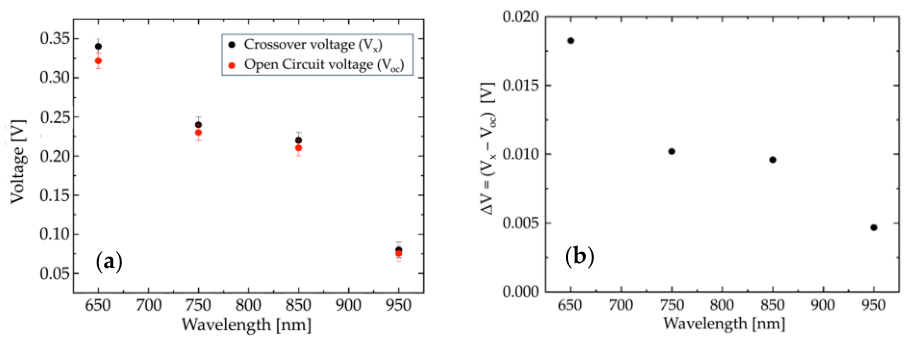 0.35
0.30
0.25
0.20
0.15
0.10
0.05
Voltage [V]
Crossover voltage (Vx)
Open Circuit voltage (Voc)
(a)
650 700 750 800 850 900 950
Wavelength [nm]
0.020
0.015
0.010
0.005
0.000
ΔV = (Vx – Voc) [V]
(b)
650 700 750 800 850 900 950
Wavelength [nm]